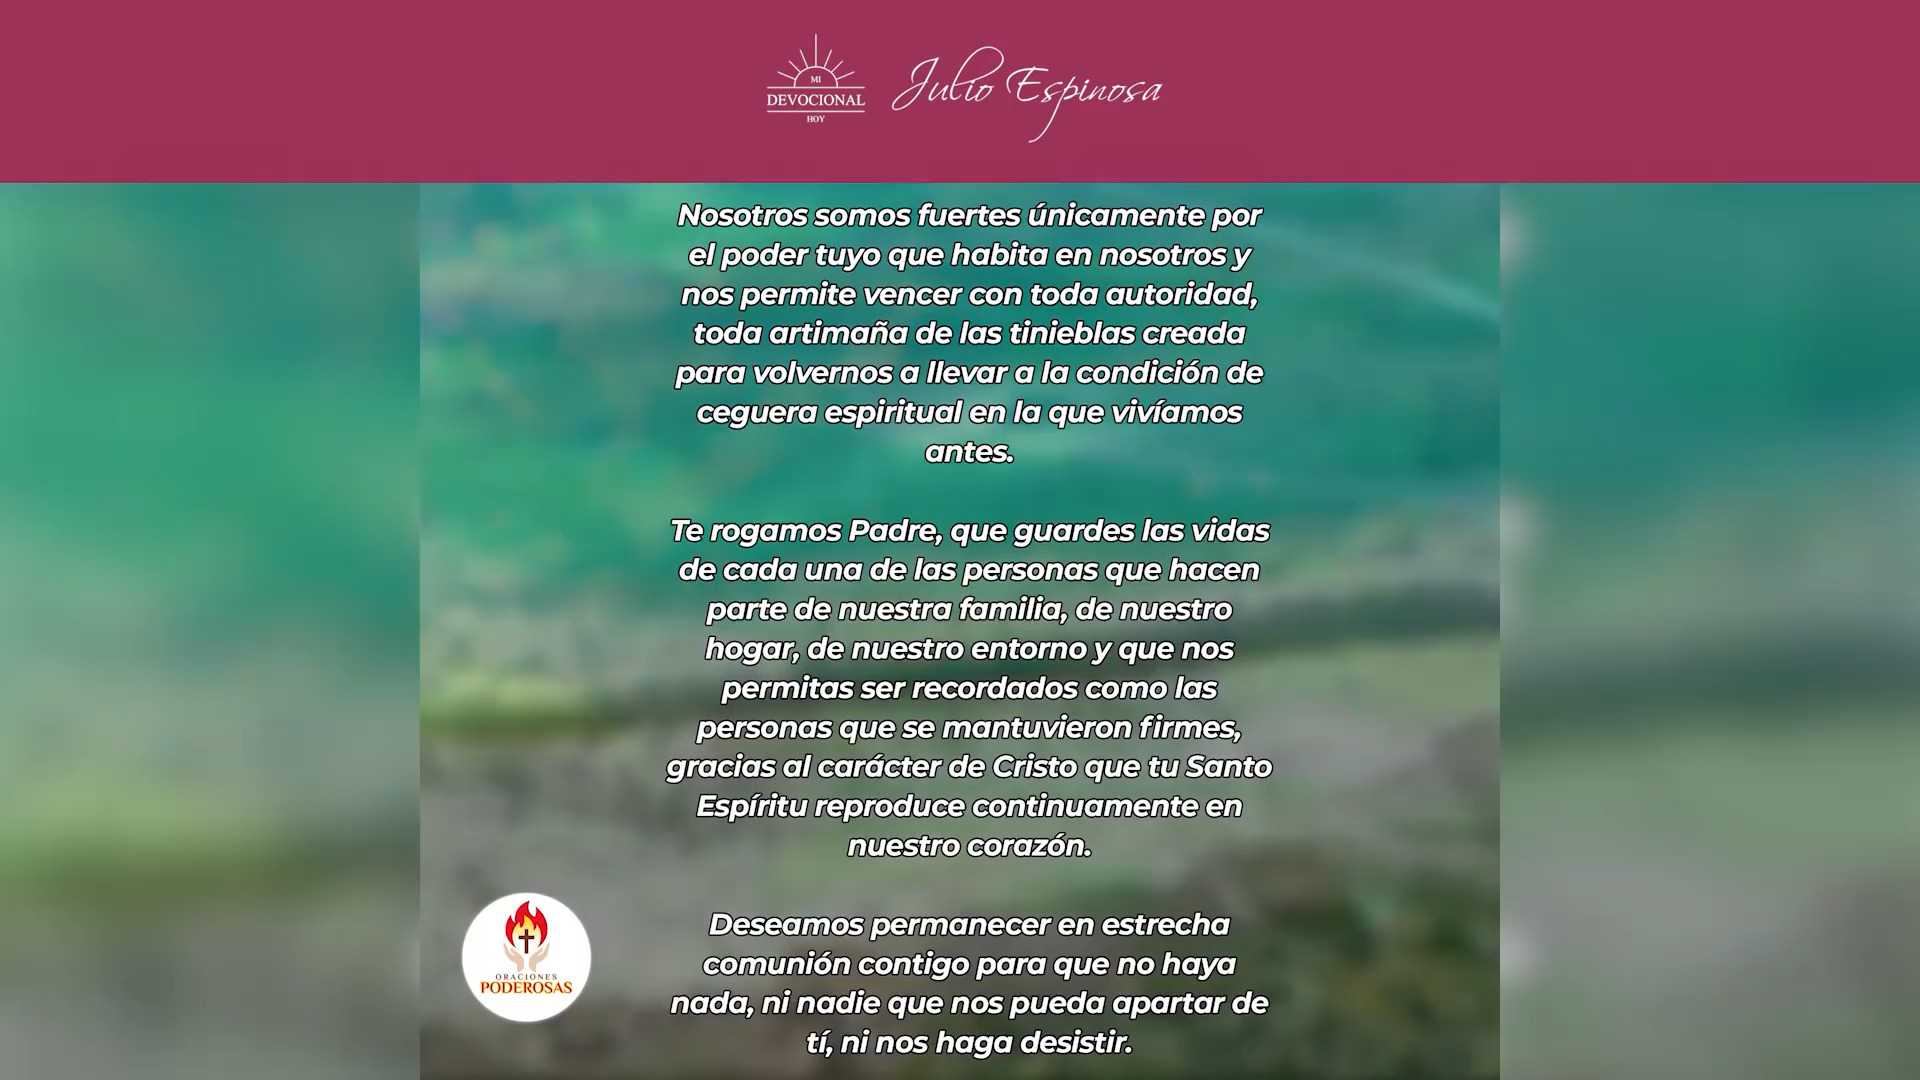 MI
DEVOCIONAL
HOY
Julio Espinosa
Nosotros somos fuertes únicamente por
el poder tuyo que habita en nosotros y
nos permite vencer con toda autoridad,
toda artimaña de las tinieblas creada
para volvernos a llevar a la condición de
ceguera espiritual en la que vivíamos
antes.
Te rogamos Padre, que guardes las vidas
de cada una de las personas que hacen
parte de nuestra familia, de nuestro
hogar, de nuestro entorno y que nos
permitas ser recordados como las
personas que se mantuvieron firmes,
gracias al carácter de Cristo que tu Santo
Espíritu reproduce continuamente en
nuestro corazón.
Deseamos permanecer en estrecha
comunión contigo para que no haya
nada, ni nadie que nos pueda apartar de
tí, ni nos haga desistir.
ORACIONES
PODEROSAS